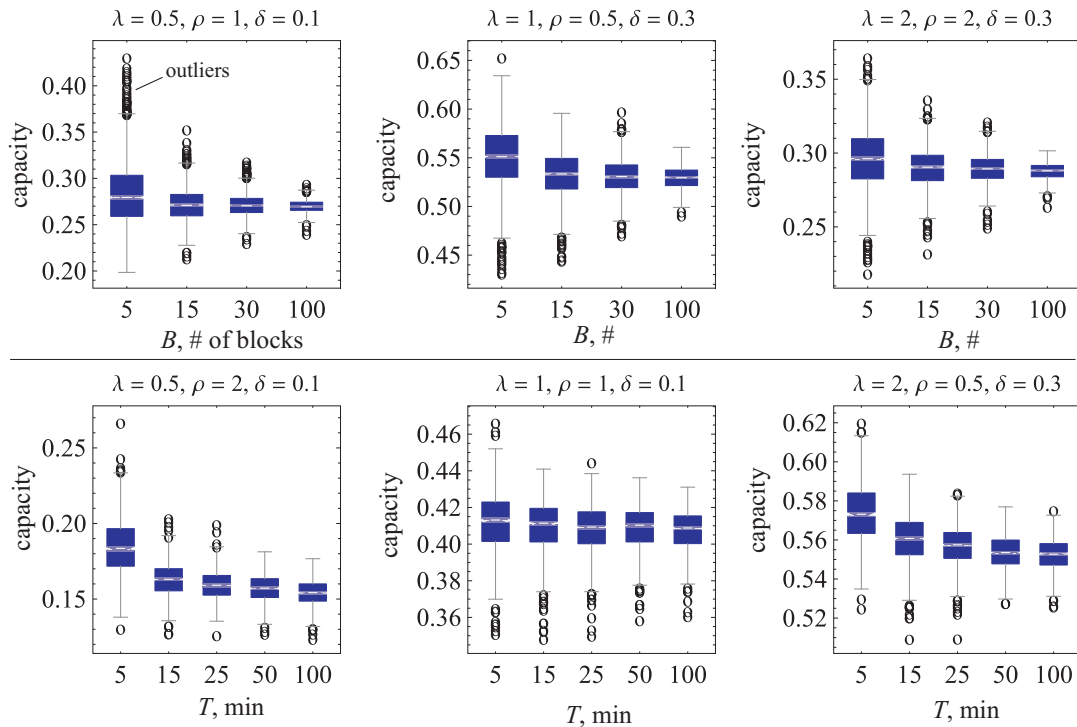 λ = 0.5, ρ = 1, δ = 0.1
capacity
0.40
0.35
0.30
0.25
0.20
outliers
5 15 30 100
B, # of blocks
λ = 1, ρ = 0.5, δ = 0.3
capacity
0.65
0.60
0.55
0.50
0.45
5 15 30 100
B, #
λ = 2, ρ = 2, δ = 0.3
capacity
0.35
0.30
0.25
5 15 30 100
B, #
λ = 0.5, ρ = 2, δ = 0.1
capacity
0.25
0.20
0.15
5 15 25 50 100
T, min
λ = 1, ρ = 1, δ = 0.1
capacity
0.46
0.44
0.42
0.40
0.38
0.36
5 15 25 50 100
T, min
λ = 2, ρ = 0.5, δ = 0.3
capacity
0.62
0.60
0.58
0.56
0.54
0.52
5 15 25 50 100
T, min